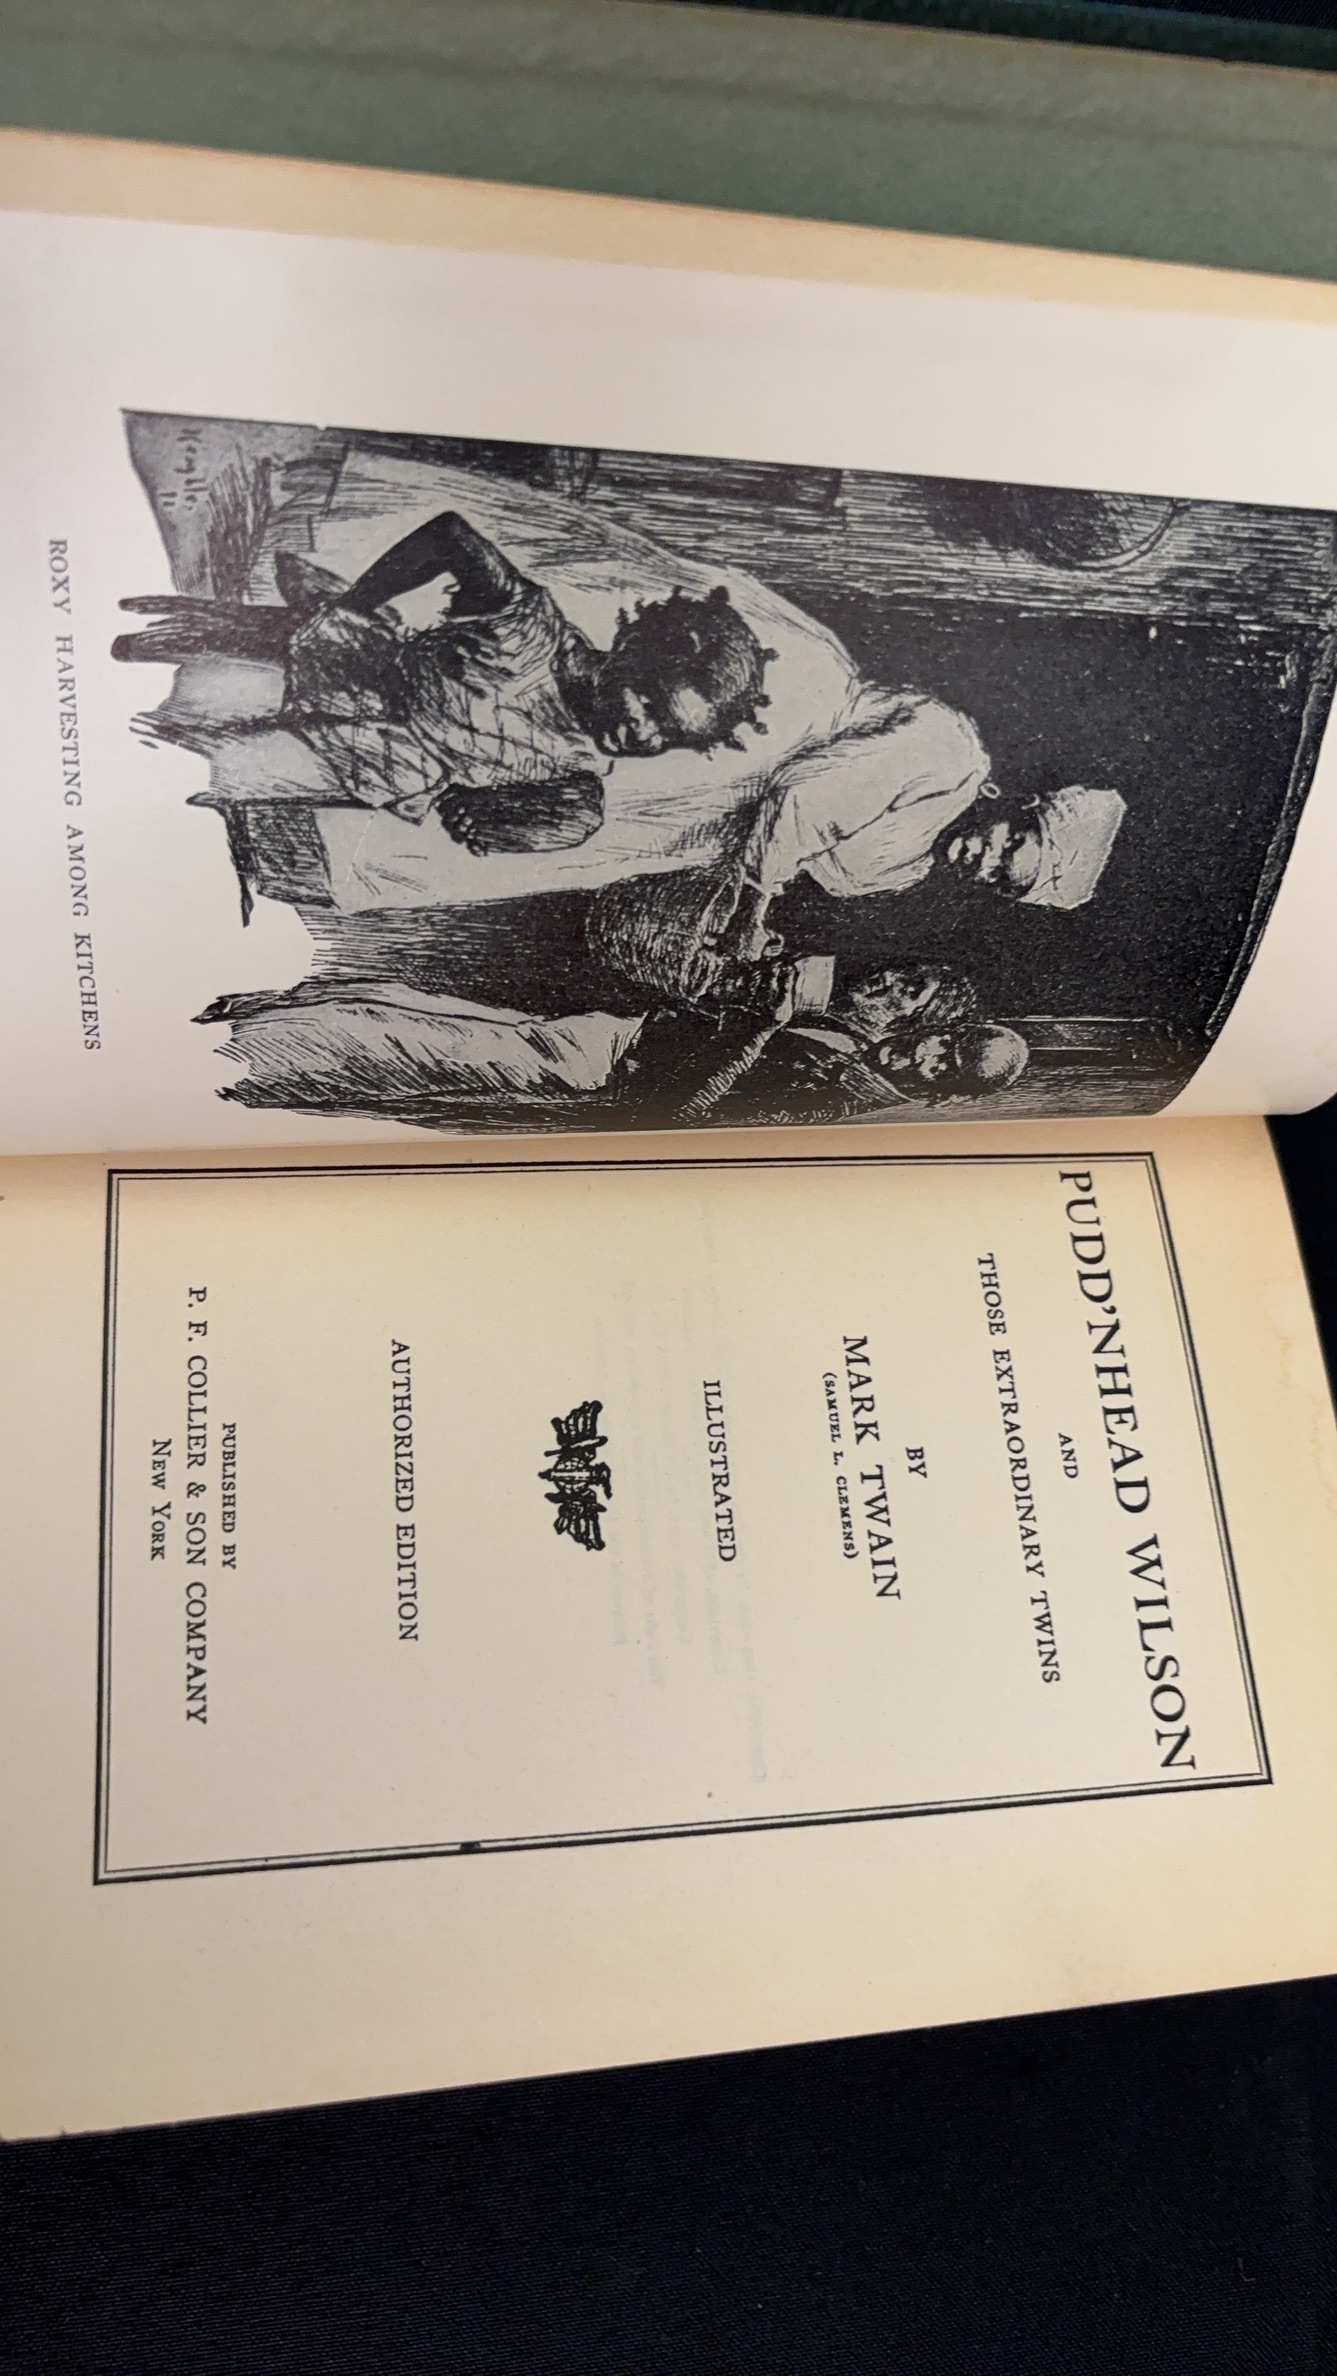 ROXY HARVESTING AMONG KITCHENS
PUDD'NHEAD WILSON
AND
THOSE EXTRAORDINARY TWINS
BY
MARK TWAIN
(SAMUEL L. CLEMENS)
ILLUSTRATED
AUTHORIZED EDITION
PUBLISHED BY
P. F. COLLIER & SON COMPANY
NEW YORK